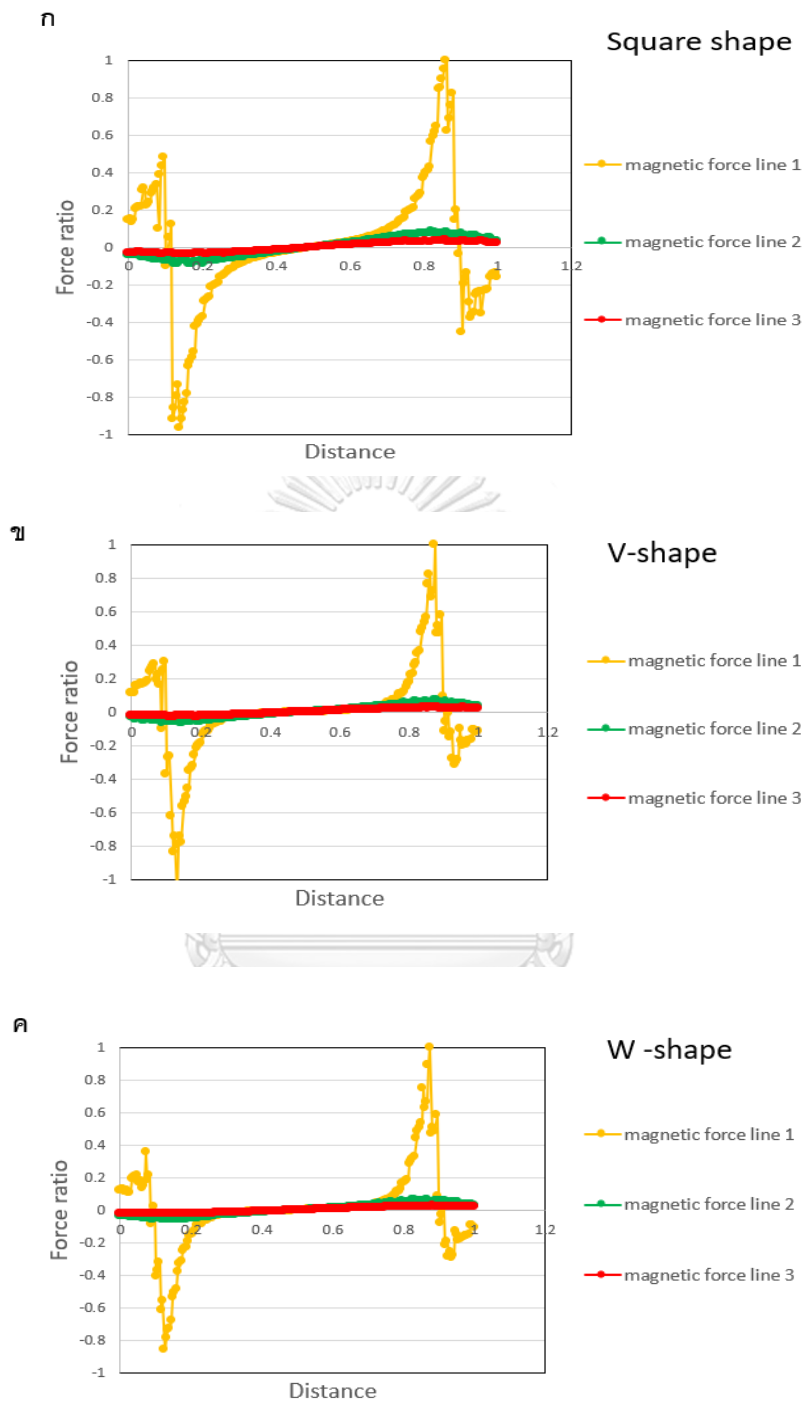 ก
Square shape
1
0.8
0.6
0.4
0.2
0
-0.2
-0.4
-0.6
-0.8
-1
0 0.2 0.4 0.6 0.8 1 1.2
Force ratio
Distance
magnetic force line 1
magnetic force line 2
magnetic force line 3
ข
V-shape
1
0.8
0.6
0.4
0.2
0
-0.2
-0.4
-0.6
-0.8
-1
0 0.2 0.4 0.6 0.8 1 1.2
Force ratio
Distance
magnetic force line 1
magnetic force line 2
magnetic force line 3
ค
W -shape
1
0.8
0.6
0.4
0.2
0
-0.2
-0.4
-0.6
-0.8
-1
0 0.2 0.4 0.6 0.8 1 1.2
Force ratio
Distance
magnetic force line 1
magnetic force line 2
magnetic force line 3